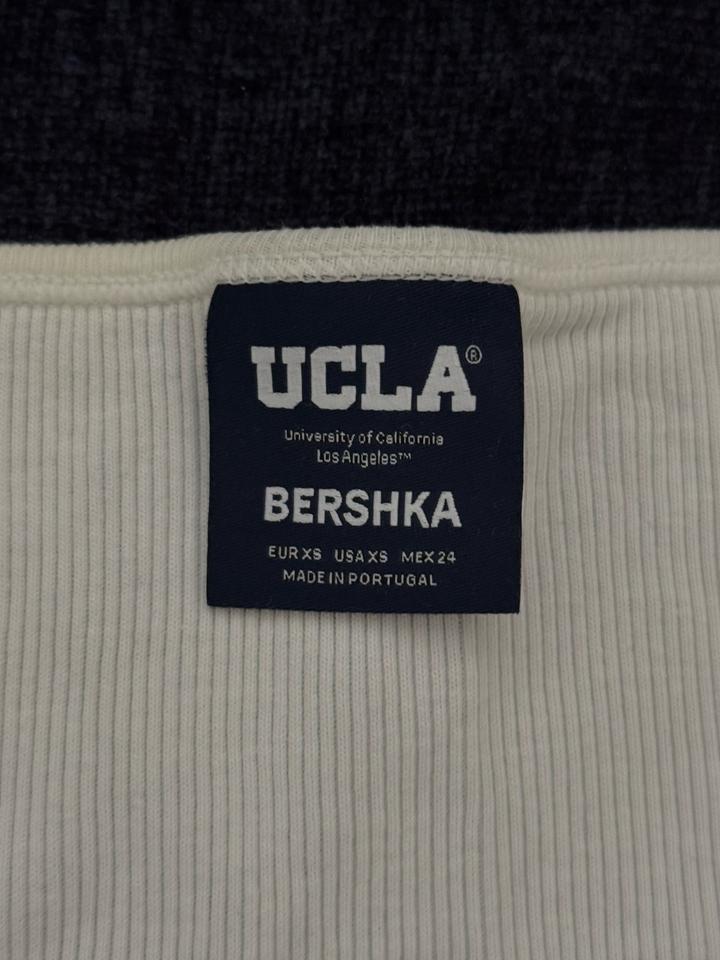 UCLA®
University of California
Los Angeles™
BERSHKA
EUR XS USA XS MEX 24
MADE IN PORTUGAL